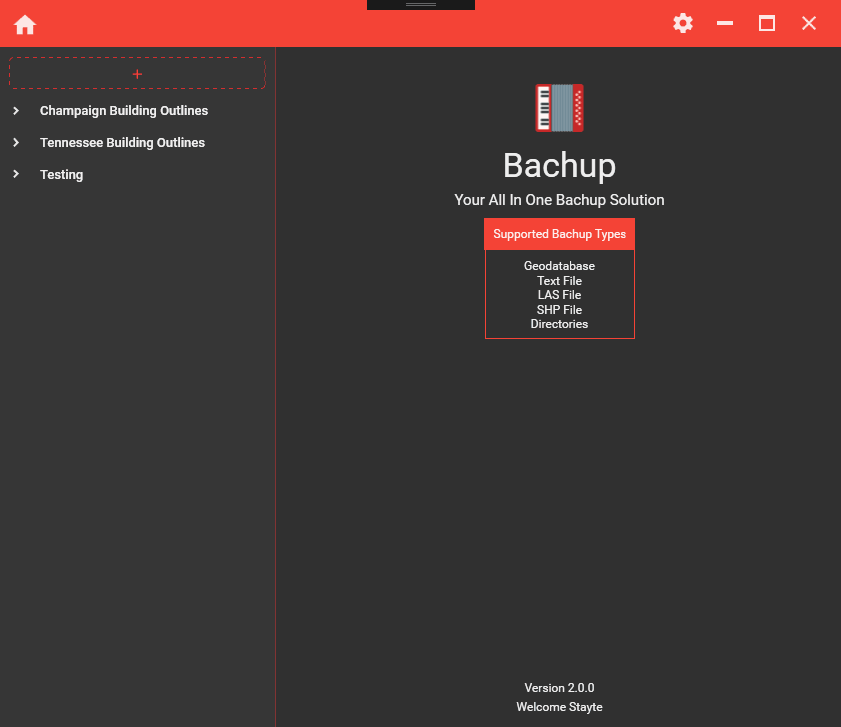 +
Champaign Building Outlines
Tennessee Building Outlines
Testing
Bachup
Your All In One Bachup Solution
Supported Bachup Types
Geodatabase
Text File
LAS File
SHP File
Directories
Version 2.0.0
Welcome Stayte